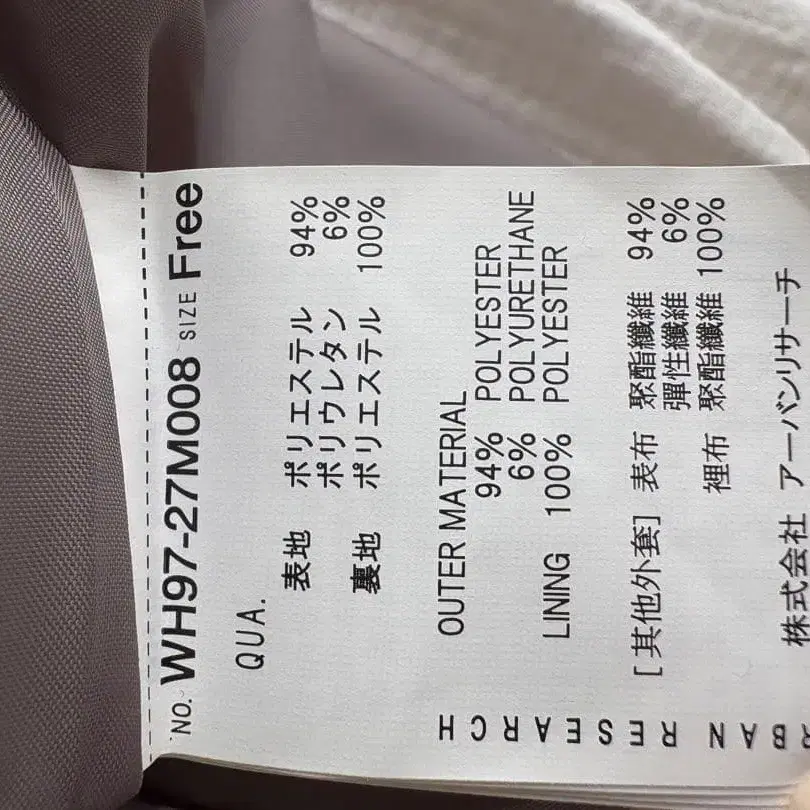 NO. WH97-27M008 SIZE Free
QUA.
表地 ポリエステル 94%
ポリウレタン 6%
裏地 ポリエステル 100%
OUTER MATERIAL
94% POLYESTER
6% POLYURETHANE
LINING 100% POLYESTER
[其他外套] 表布 聚酯纖維 94%
彈性纖維 6%
裡布 聚酯纖維 100%
株式会社 アーバンリサーチ
RBAN RESEARCH